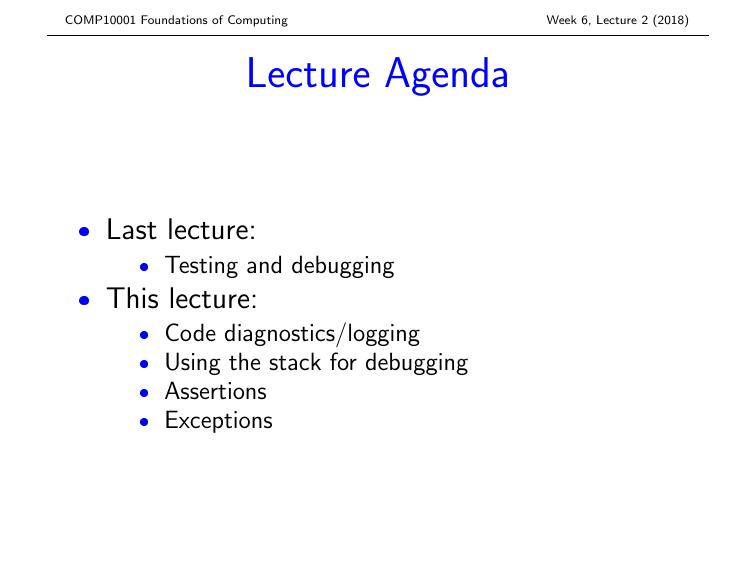 COMP10001 Foundations of Computing
Week 6, Lecture 2 (2018)
Lecture Agenda
• Last lecture:
• Testing and debugging
• This lecture:
• Code diagnostics/logging
• Using the stack for debugging
• Assertions
• Exceptions